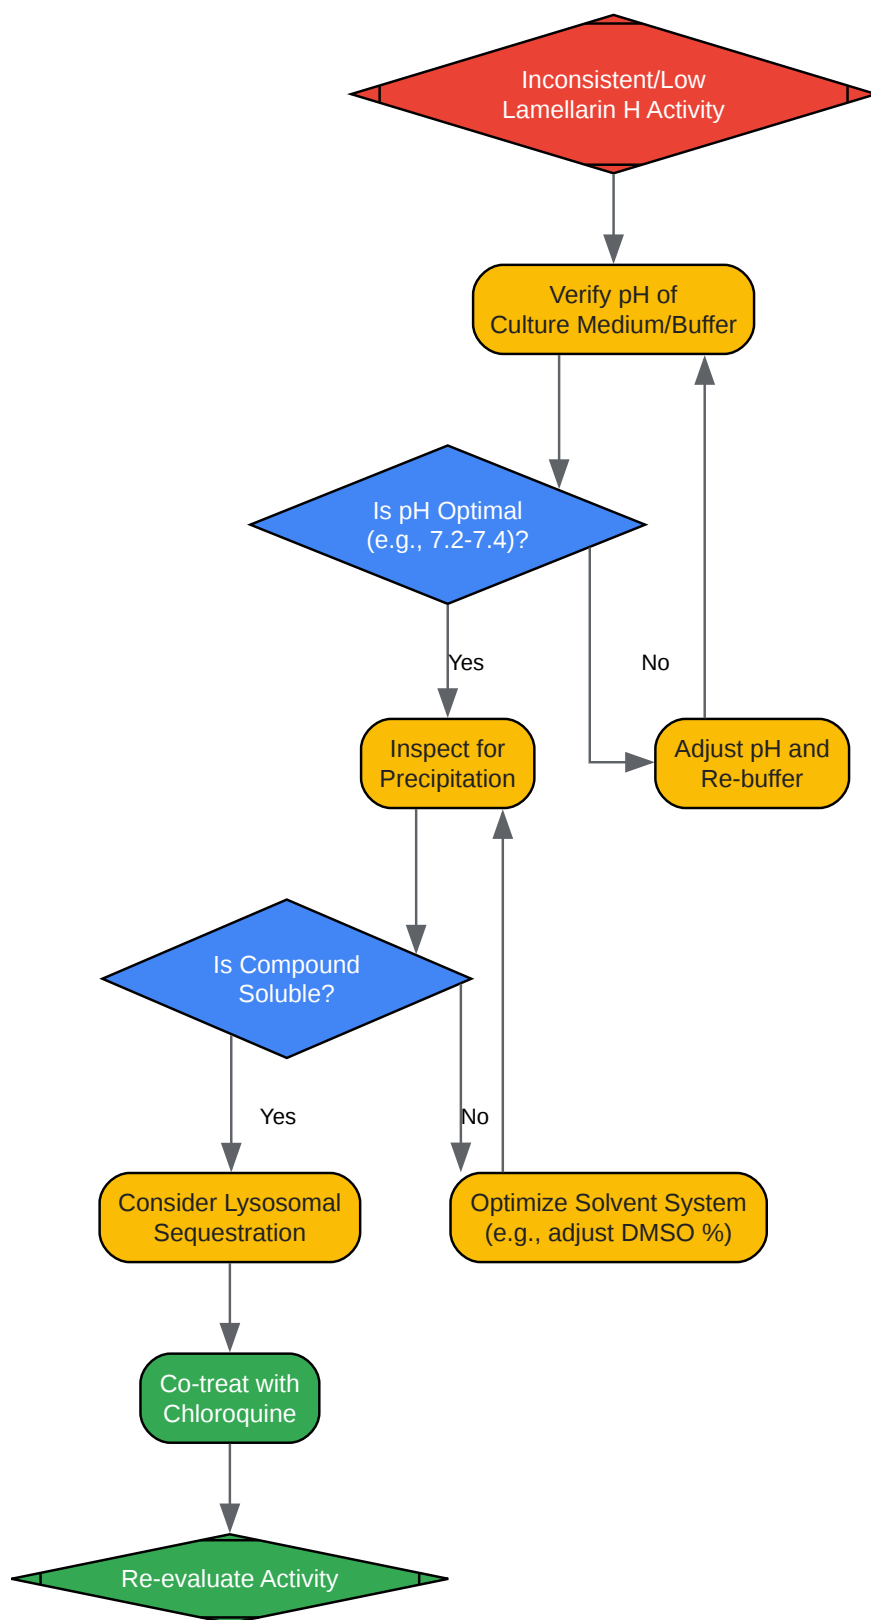 Inconsistent/Low
Lamellarin H Activity
Verify pH of
Culture Medium/Buffer
Is pH Optimal
(e.g., 7.2-7.4)?
Yes
No
Inspect for
Precipitation
Adjust pH and
Re-buffer
Is Compound
Soluble?
Yes
No
Consider Lysosomal
Sequestration
Optimize Solvent System
(e.g., adjust DMSO %)
Co-treat with
Chloroquine
Re-evaluate Activity